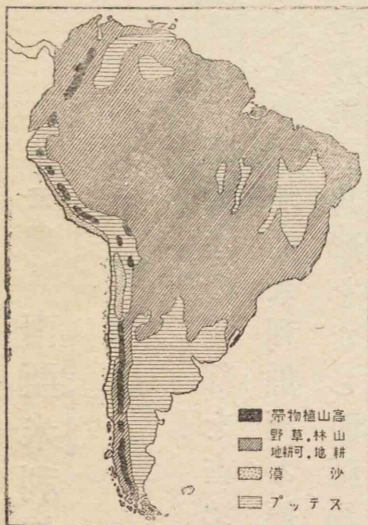 高山植物帶
山林，草野
耕地，可耕地
沙漠
ステップ